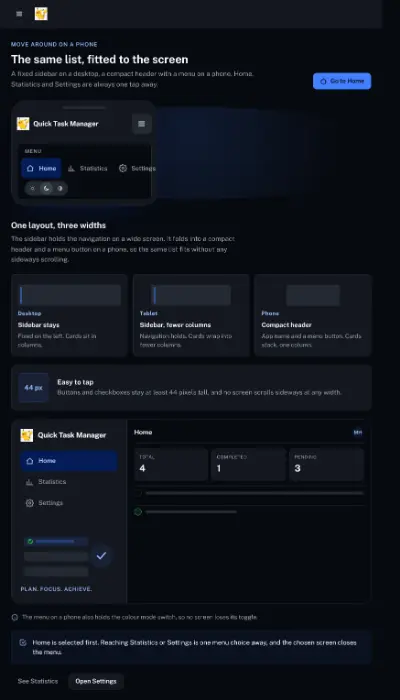 MOVE AROUND ON A PHONE
The same list, fitted to the screen
A fixed sidebar on a desktop, a compact header with a menu on a phone. Home,
Statistics and Settings are always one tap away.
Go to Home
Quick Task Manager
MENU
Home
Statistics
Settings
One layout, three widths
The sidebar holds the navigation on a wide screen. It folds into a compact
header and a menu button on a phone, so the same list fits without any
sideways scrolling.
Desktop
Sidebar stays
Fixed on the left. Cards sit in
columns.
Tablet
Sidebar, fewer columns
Navigation holds. Cards wrap into
fewer columns.
Phone
Compact header
App name and a menu button. Cards
stack, one column.
44 px
Easy to tap
Buttons and checkboxes stay at least 44 pixels tall, and no screen scrolls sideways at any width.
Quick Task Manager
Home
Statistics
Settings
PLAN. FOCUS. ACHIEVE.
Home
TOTAL
4
COMPLETED
1
PENDING
3
The menu on a phone also holds the colour mode switch, so no screen loses its toggle.
Home is selected first. Reaching Statistics or Settings is one menu choice away, and the chosen screen closes
the menu.
See Statistics
Open Settings